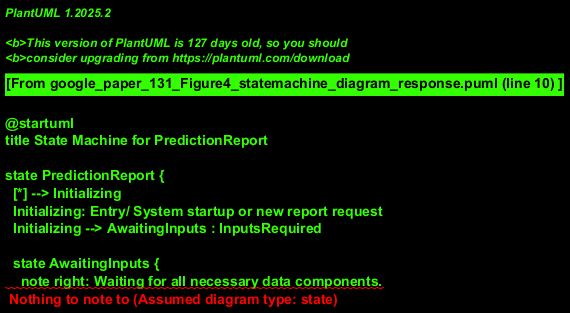 PlantUML 1.2025.2
<b>This version of PlantUML is 127 days old, so you should
<b>consider upgrading from https://plantuml.com/download
[From google_paper_131_Figure4_statemachine_diagram_response.puml (line 10) ]
@startuml
title State Machine for PredictionReport
state PredictionReport {
[*] --> Initializing
Initializing: Entry/ System startup or new report request
Initializing --> AwaitingInputs : InputsRequired
state AwaitingInputs {
note right: Waiting for all necessary data components.
Nothing to note to (Assumed diagram type: state)